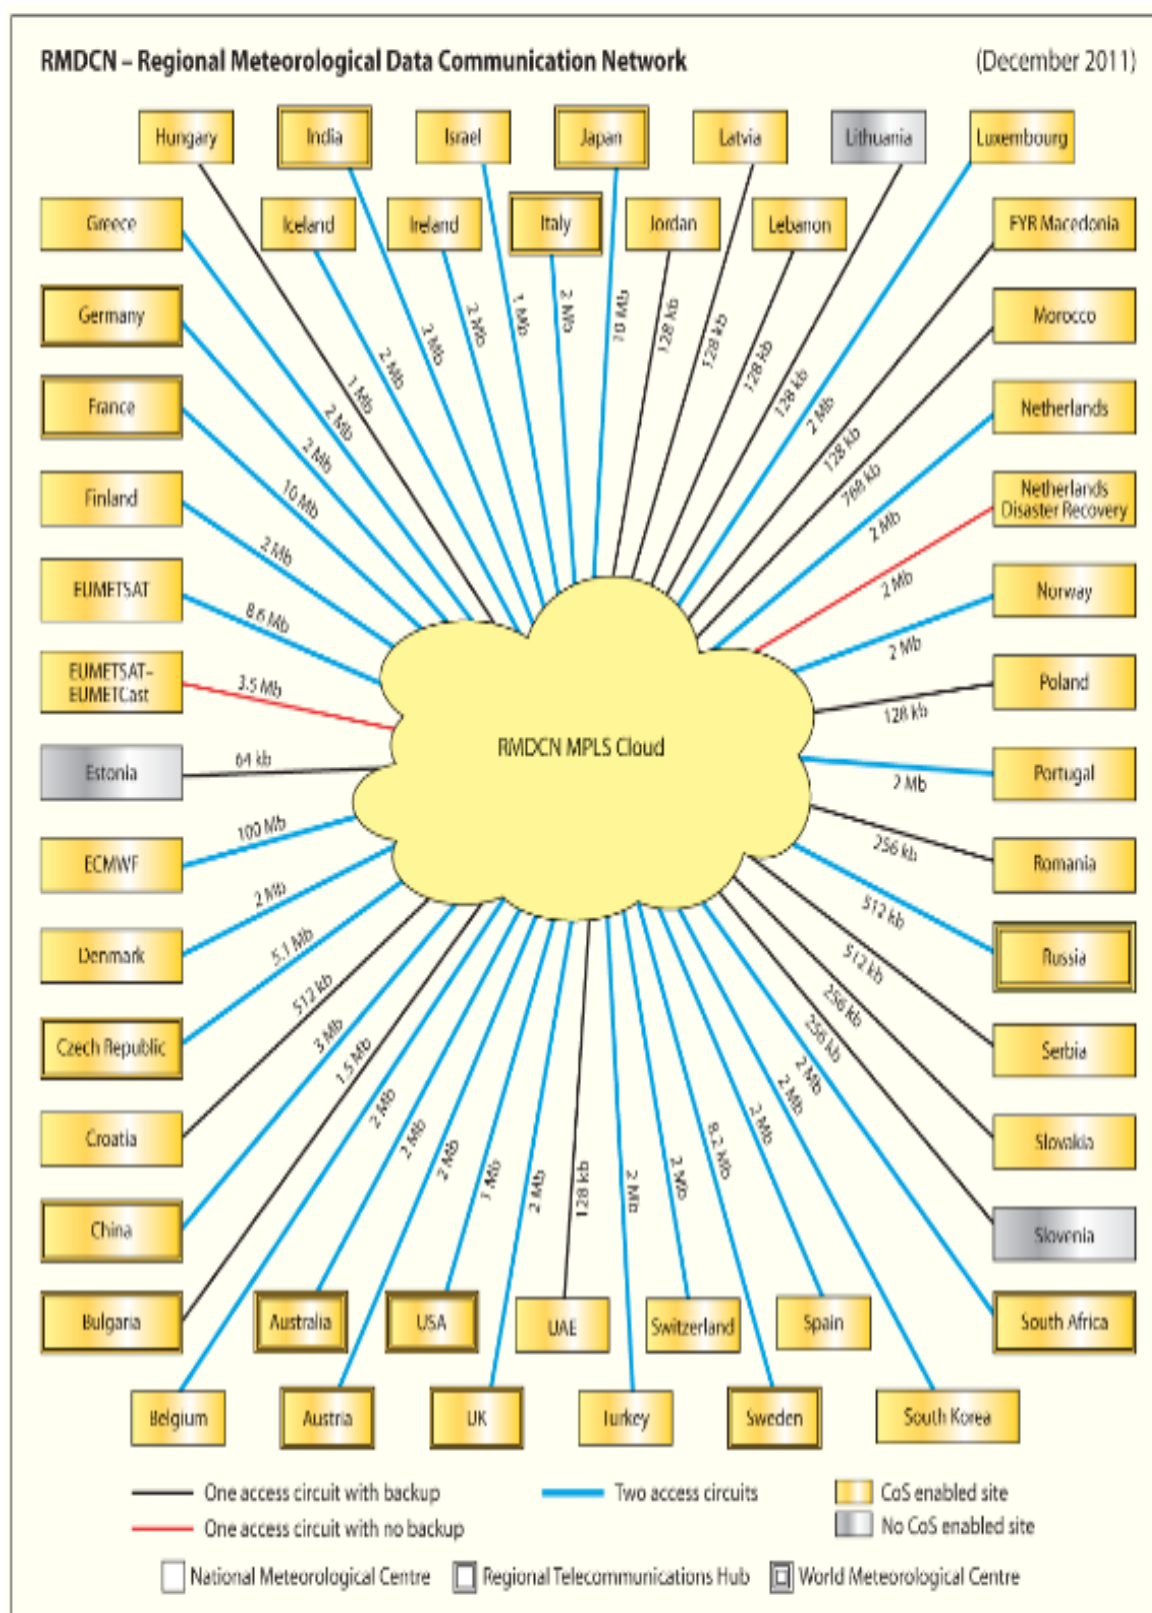 RMDCN – Regional Meteorological Data Communication Network
(December 2011)
Hungary
India
Israel
Japan
Latvia
Lithuania
Luxembourg
Greece
Iceland
Ireland
Italy
Jordan
Lebanon
FYR Macedonia
Germany
Morocco
France
Netherlands
Finland
Netherlands
Disaster Recovery
EUMETSAT
Norway
EUMETSAT–
EUMETCast
Poland
Estonia
Portugal
ECMWF
Romania
Denmark
Russia
Czech Republic
Serbia
Croatia
Slovakia
China
Slovenia
Bulgaria
Australia
USA
UAE
Switzerland
Spain
South Africa
Belgium
Austria
UK
Turkey
Sweden
South Korea
RMDCN MPLS Cloud
1 Mb
2 Mb
2 Mb
2 Mb
1 Mb
2 Mb
10 Mb
128 kb
128 kb
128 kb
128 kb
2 Mb
128 kb
768 kb
2 Mb
2 Mb
2 Mb
128 kb
2 Mb
256 kb
512 kb
512 kb
256 kb
256 kb
2 Mb
2 Mb
2 Mb
8.2 Mb
2 Mb
2 Mb
128 kb
2 Mb
1 Mb
2 Mb
2 Mb
2 Mb
1.5 Mb
3 Mb
512 kb
5.1 Mb
2 Mb
100 Mb
64 kb
3.5 Mb
8.6 Mb
2 Mb
10 Mb
2 Mb
2 Mb
One access circuit with backup
Two access circuits
CoS enabled site
One access circuit with no backup
No CoS enabled site
National Meteorological Centre
Regional Telecommunications Hub
World Meteorological Centre